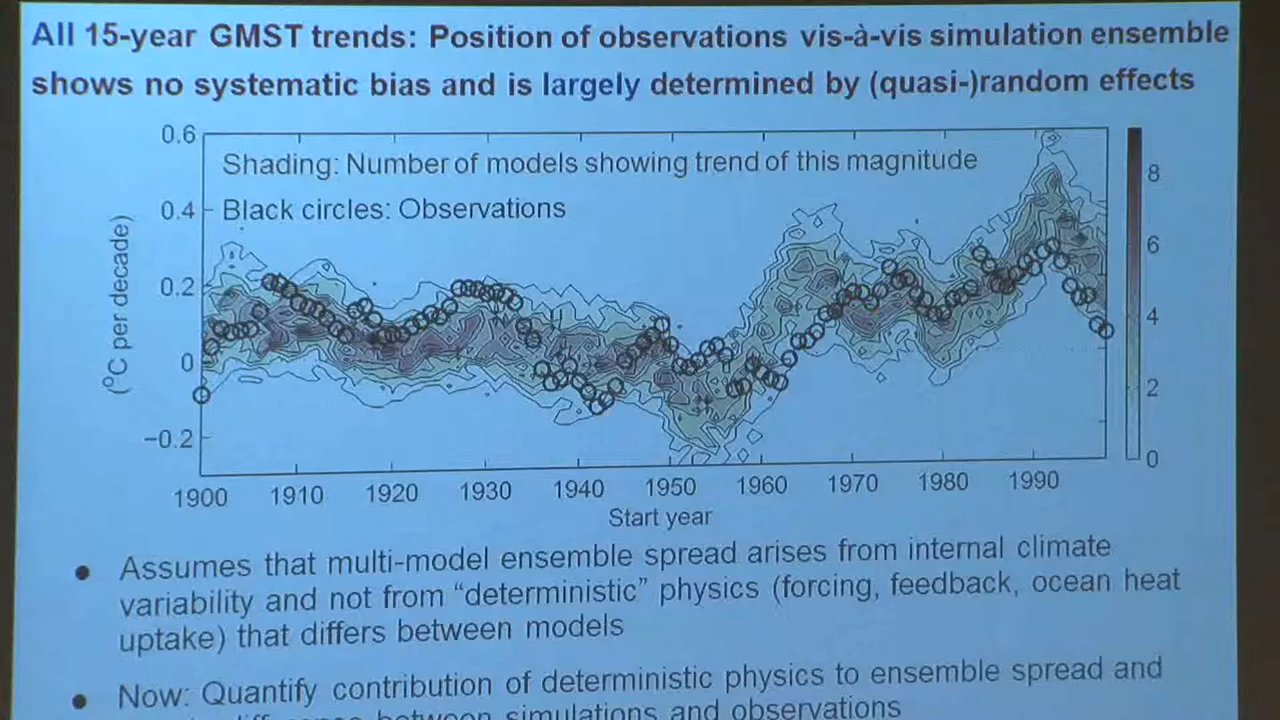 All 15-year GMST trends: Position of observations vis-à-vis simulation ensemble
shows no systematic bias and is largely determined by (quasi-)random effects
0.6
Shading: Number of models showing trend of this magnitude
8
0.4
Black circles: Observations
6
(°C per decade)
0.2
4
0
2
−0.2
0
1900 1910 1920 1930 1940 1950 1960 1970 1980 1990
Start year
● Assumes that multi-model ensemble spread arises from internal climate
variability and not from “deterministic” physics (forcing, feedback, ocean heat
uptake) that differs between models
● Now: Quantify contribution of deterministic physics to ensemble spread and
between simulations and observations